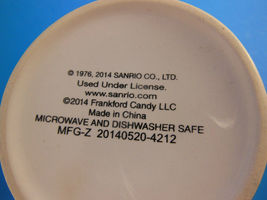 © 1976, 2014 SANRIO CO., LTD.
Used Under License.
www.sanrio.com
©2014 Frankford Candy LLC
Made in China
MICROWAVE AND DISHWASHER SAFE
MFG-Z 20140520-4212